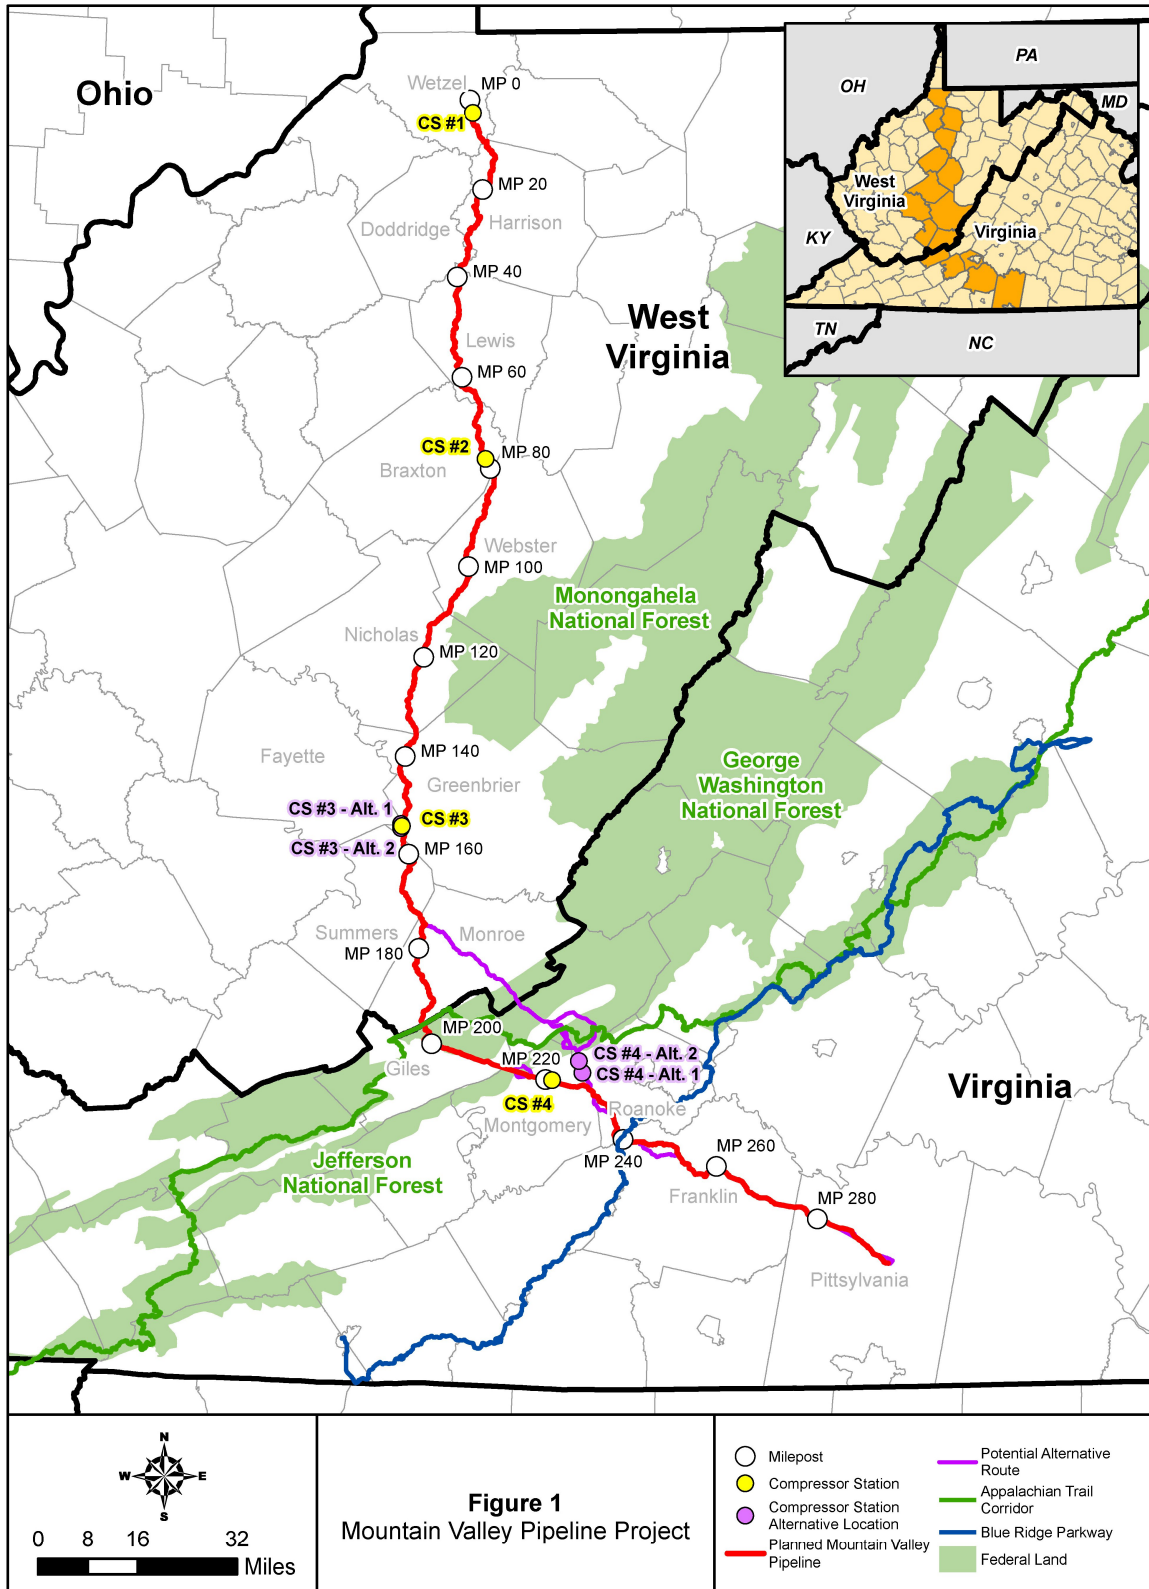 Ohio
Wetzel
MP 0
CS #1
MP 20
Doddridge
Harrison
MP 40
West
Virginia
Lewis
MP 60
CS #2
MP 80
Braxton
Webster
MP 100
Monongahela
National Forest
Nicholas
MP 120
Fayette
MP 140
Greenbrier
George
Washington
National Forest
CS #3 - Alt. 1
CS #3
CS #3 - Alt. 2
MP 160
Summers
Monroe
MP 180
MP 200
Giles
MP 220
CS #4 - Alt. 2
CS #4 - Alt. 1
CS #4
Montgomery
Roanoke
Virginia
MP 240
MP 260
Franklin
MP 280
Pittsylvania
Jefferson
National Forest
PA
OH
MD
West
Virginia
KY
Virginia
TN
NC
N
W
E
S
0
8
16
32
Miles
Figure 1
Mountain Valley Pipeline Project
Milepost
Compressor Station
Compressor Station
Alternative Location
Planned Mountain Valley
Pipeline
Potential Alternative
Route
Appalachian Trail
Corridor
Blue Ridge Parkway
Federal Land